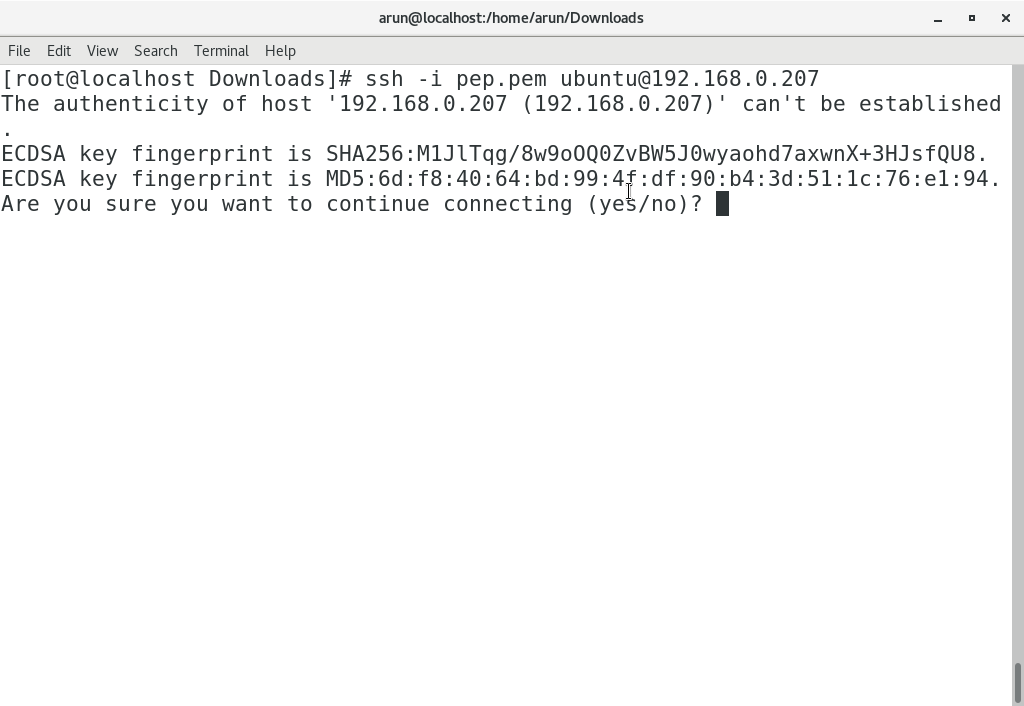 arun@localhost:/home/arun/Downloads
File Edit View Search Terminal Help
[root@localhost Downloads]# ssh -i pep.pem ubuntu@192.168.0.207
The authenticity of host '192.168.0.207 (192.168.0.207)' can't be established
.
ECDSA key fingerprint is SHA256:M1JlTqg/8w9oOQ0ZvBW5J0wyaohd7axwnX+3HJsfQU8.
ECDSA key fingerprint is MD5:6d:f8:40:64:bd:99:4f:df:90:b4:3d:51:1c:76:e1:94.
Are you sure you want to continue connecting (yes/no)?